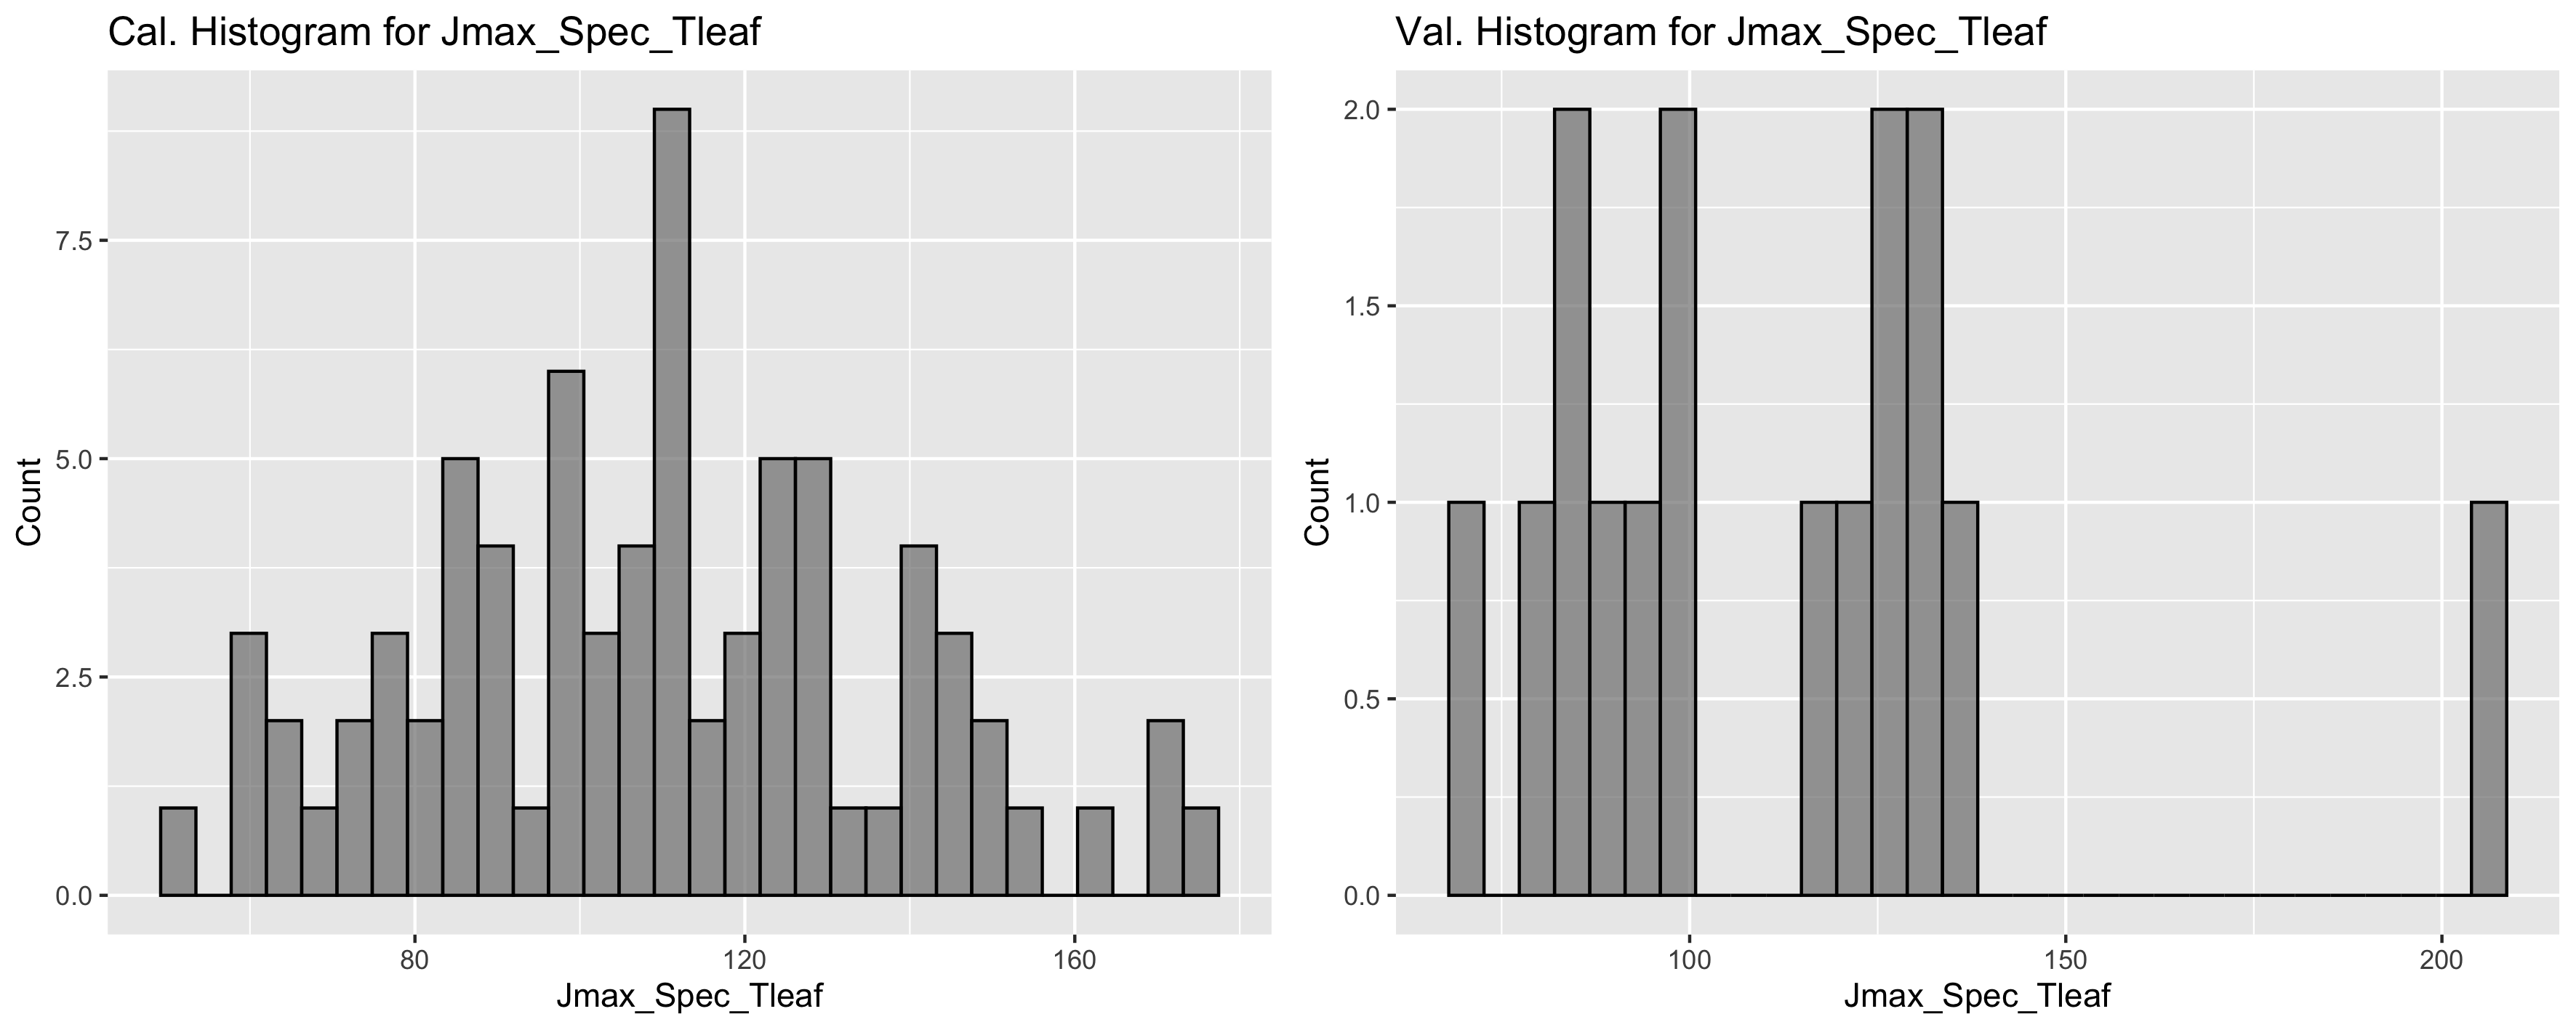 Cal. Histogram for Jmax_Spec_Tleaf
Count
7.5
5.0
2.5
0.0
80 120 160
Jmax_Spec_Tleaf
Val. Histogram for Jmax_Spec_Tleaf
Count
2.0
1.5
1.0
0.5
0.0
100 150 200
Jmax_Spec_Tleaf